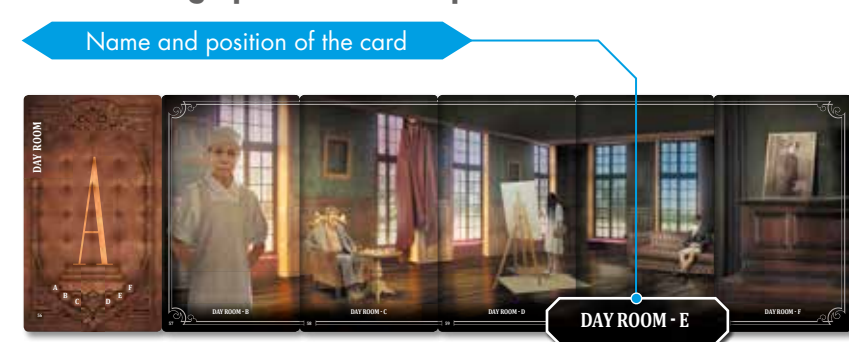 Name and position of the card
DAY ROOM
A
A
B
C
D
E
F
DAY ROOM - B
DAY ROOM - C
DAY ROOM - D
DAY ROOM - E
DAY ROOM - F